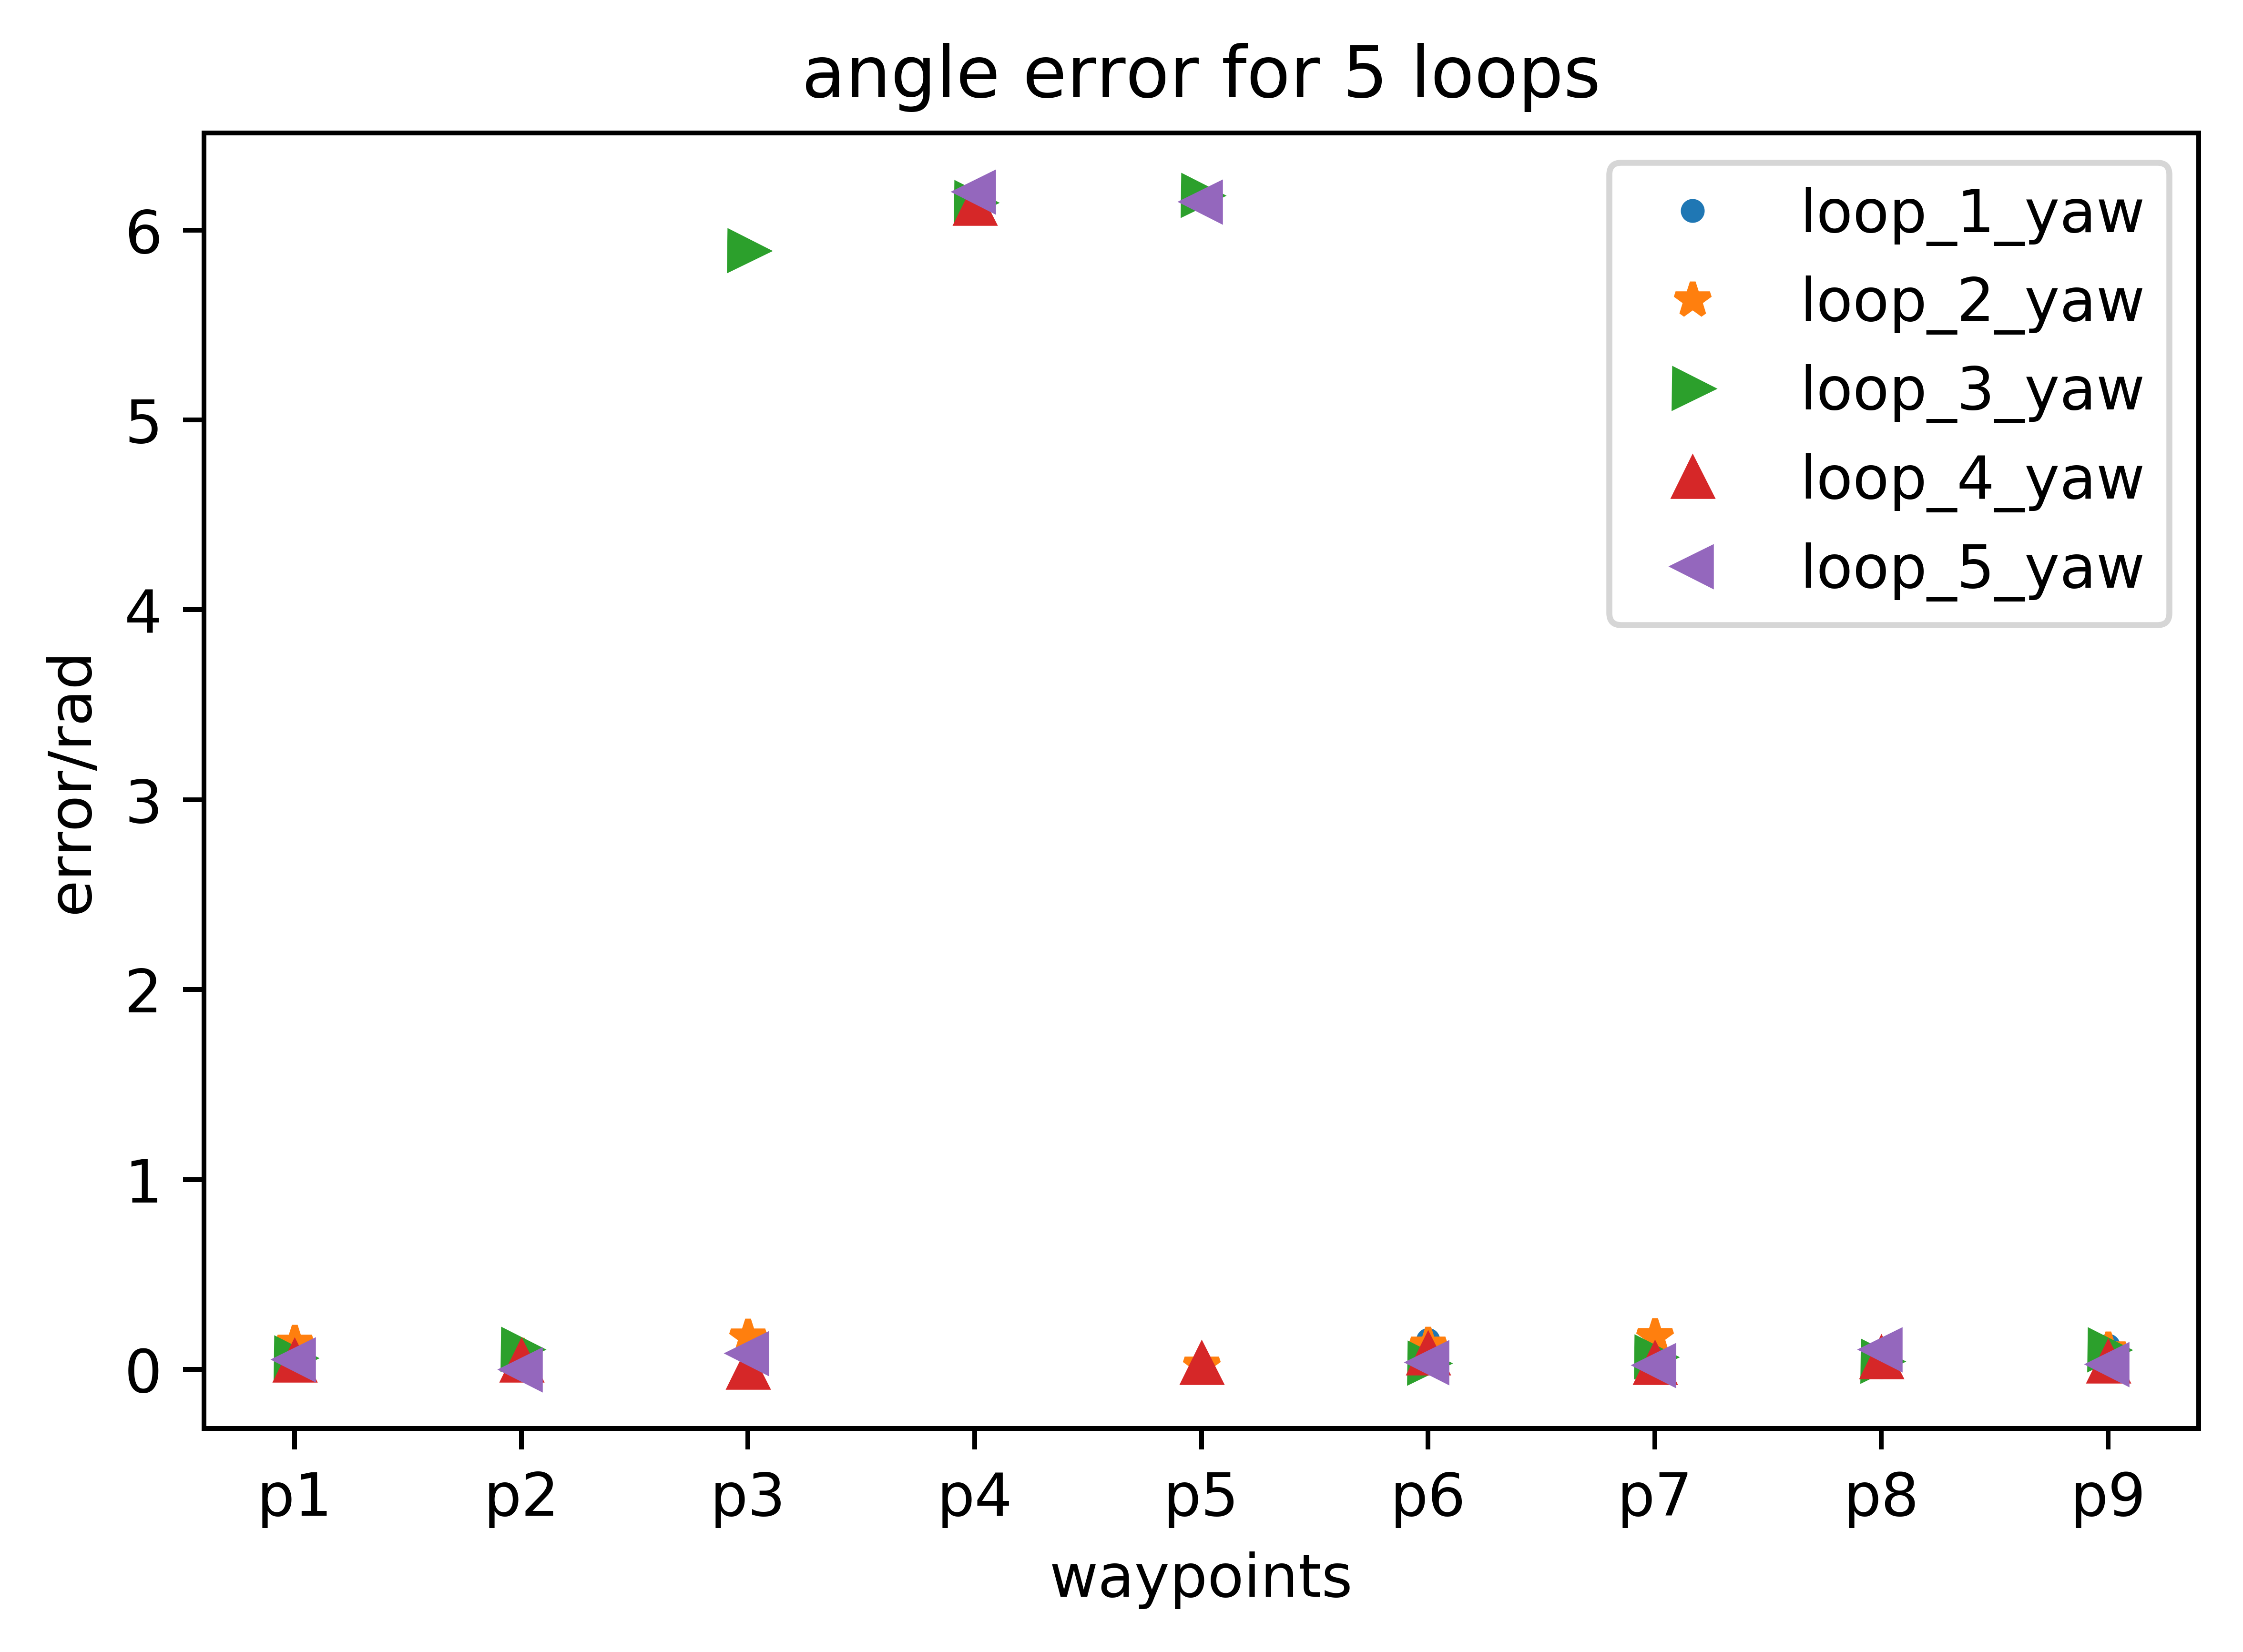 angle error for 5 loops
error/rad
6
5
4
3
2
1
0
loop_1_yaw
loop_2_yaw
loop_3_yaw
loop_4_yaw
loop_5_yaw
p1 p2 p3 p4 p5 p6 p7 p8 p9
waypoints